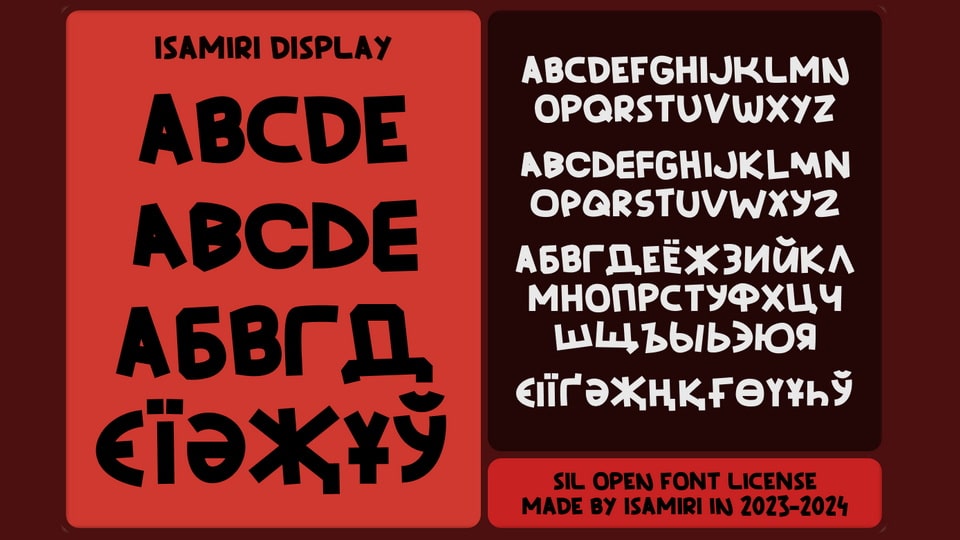 ISAMIRI DISPLAY
ABCDE
ABCDE
АБВГД
ЄЇӘҖҰЎ
ABCDEFGHIJKLMN
OPQRSTUVWXYZ
ABCDEFGHIJKLMN
OPQRSTUVWXYZ
АБВГДЕЁЖЗИЙКЛ
МНОПРСТУФХЦЧ
ШЩЪЫЬЭЮЯ
ЄІЇҐӘҖҢҚҒӨҮҰҺЎ
SIL OPEN FONT LICENSE
MADE BY ISAMIRI IN 2023-2024